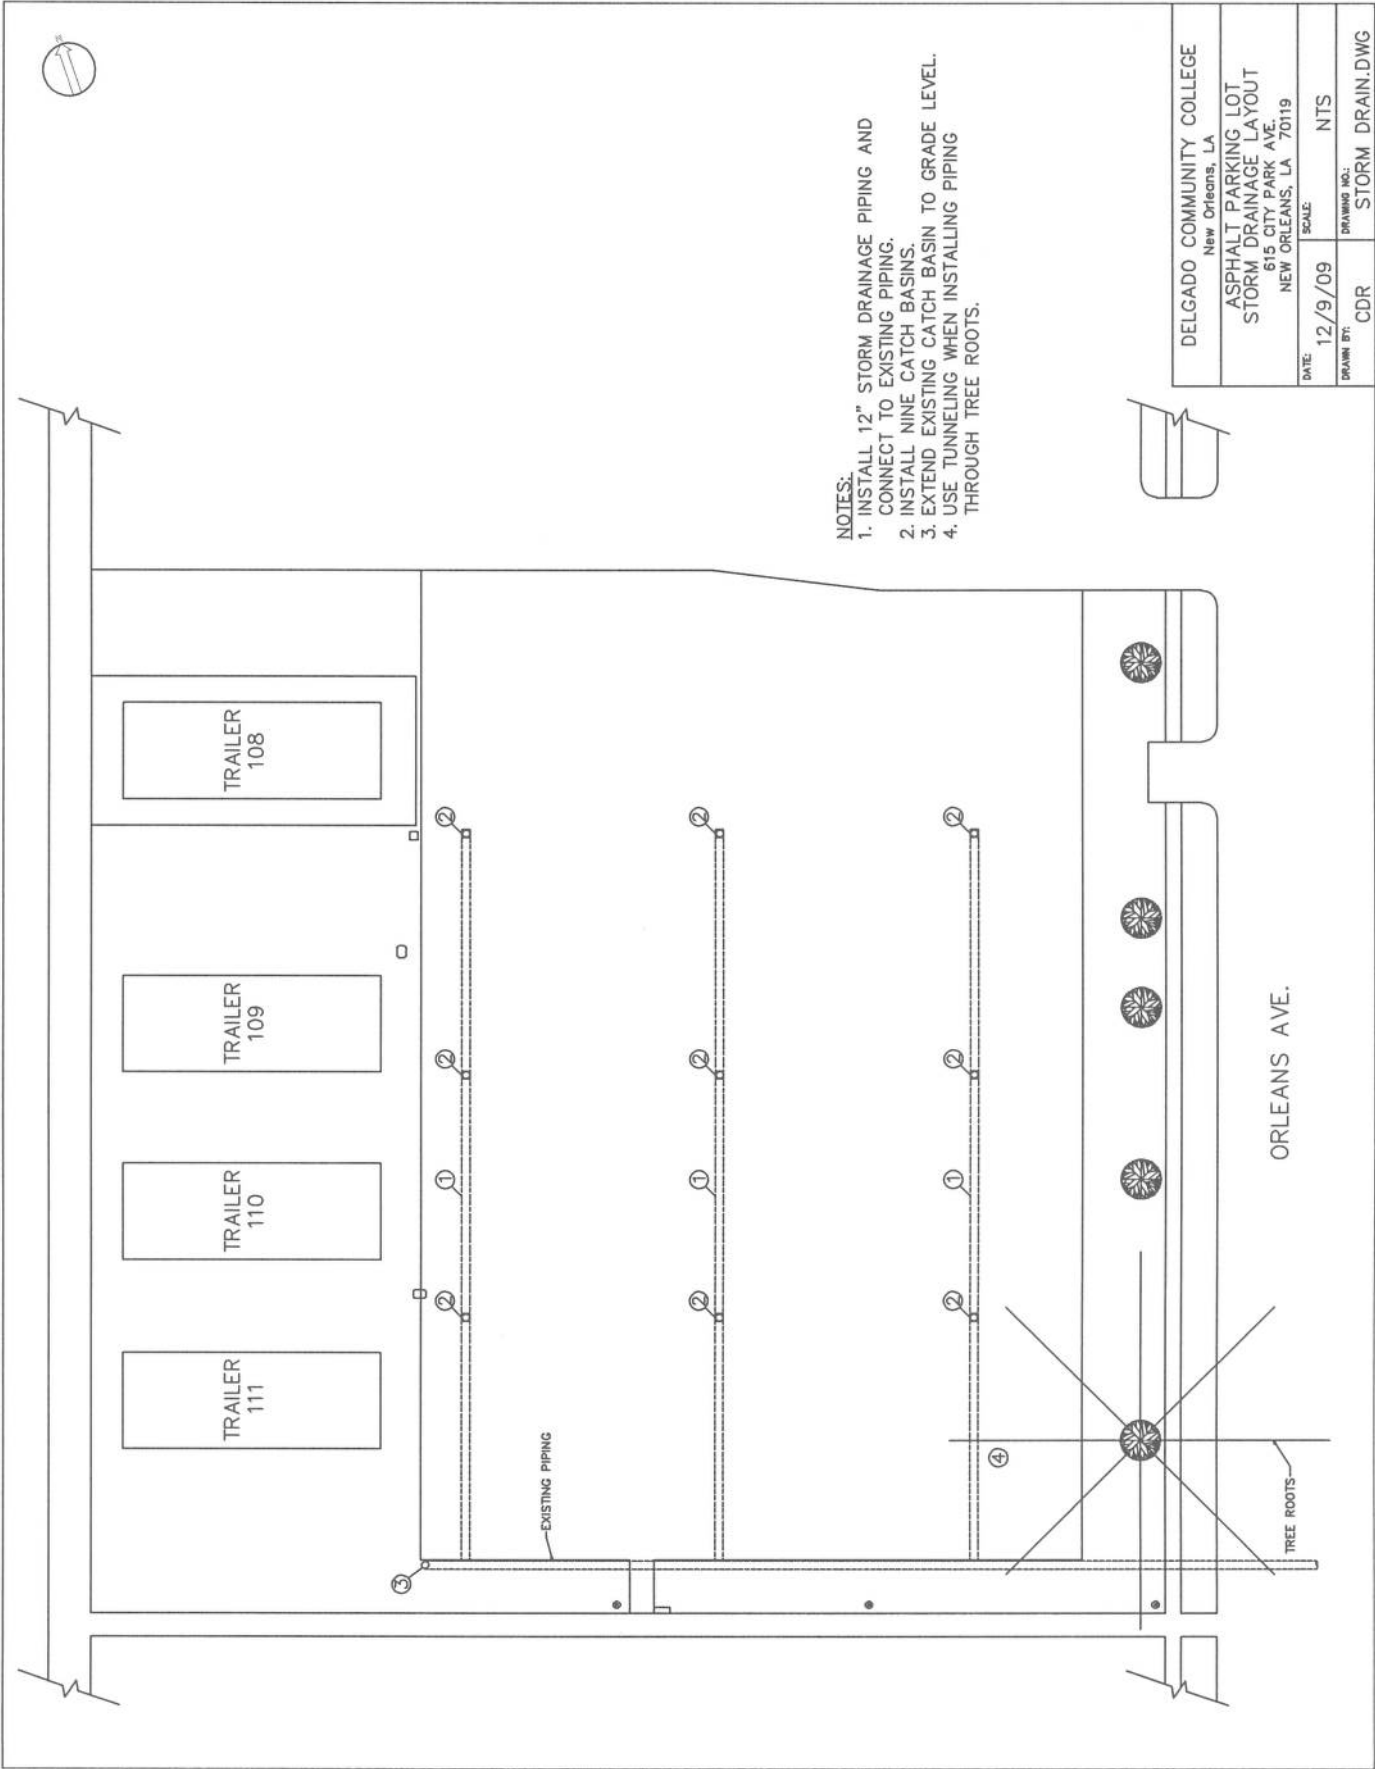 N
TRAILER
111
TRAILER
110
TRAILER
109
TRAILER
108
3
2
1
2
2
EXISTING PIPING
2
1
2
2
4
2
1
2
2
TREE ROOTS
ORLEANS AVE.
NOTES:
1. INSTALL 12" STORM DRAINAGE PIPING AND
CONNECT TO EXISTING PIPING.
2. INSTALL NINE CATCH BASINS.
3. EXTEND EXISTING CATCH BASIN TO GRADE LEVEL.
4. USE TUNNELING WHEN INSTALLING PIPING
THROUGH TREE ROOTS.
DELGADO COMMUNITY COLLEGE
New Orleans, LA
ASPHALT PARKING LOT
STORM DRAINAGE LAYOUT
615 CITY PARK AVE.
NEW ORLEANS, LA 70119
DATE: 12/9/09 SCALE: NTS
DRAWN BY: CDR DRAWING NO.: STORM DRAIN.DWG